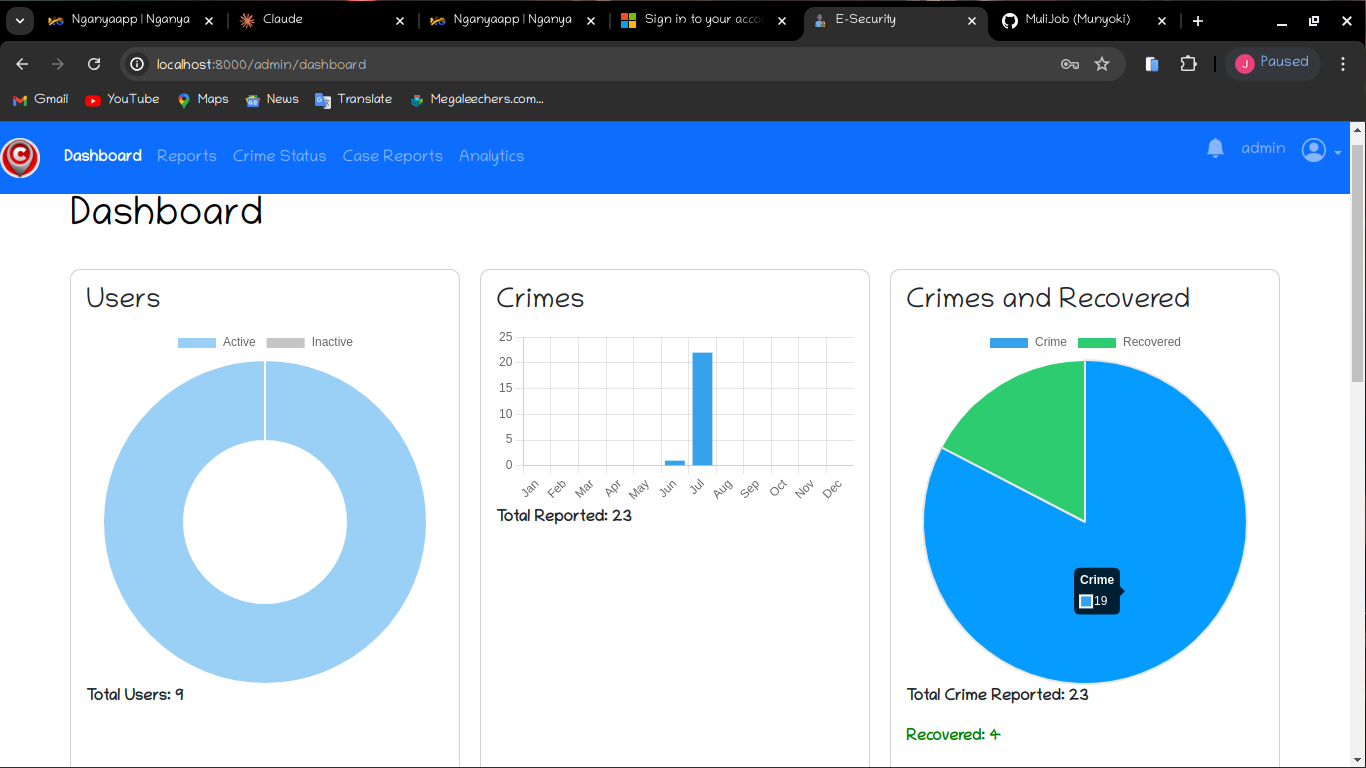 Nganyaapp | Nganya
Claude
Nganyaapp | Nganya
Sign in to your accou
E-Security
MuliJob (Munyoki)
localhost:8000/admin/dashboard
J
Paused
Gmail
YouTube
Maps
News
Translate
Megaleechers.com...
C
Dashboard
Reports
Crime Status
Case Reports
Analytics
admin
Dashboard
Users
Active
Inactive
Total Users: 9
Crimes
25
20
15
10
5
0
Jan
Feb
Mar
Apr
May
Jun
Jul
Aug
Sep
Oct
Nov
Dec
Total Reported: 23
Crimes and Recovered
Crime
Recovered
Crime
19
Total Crime Reported: 23
Recovered: 4